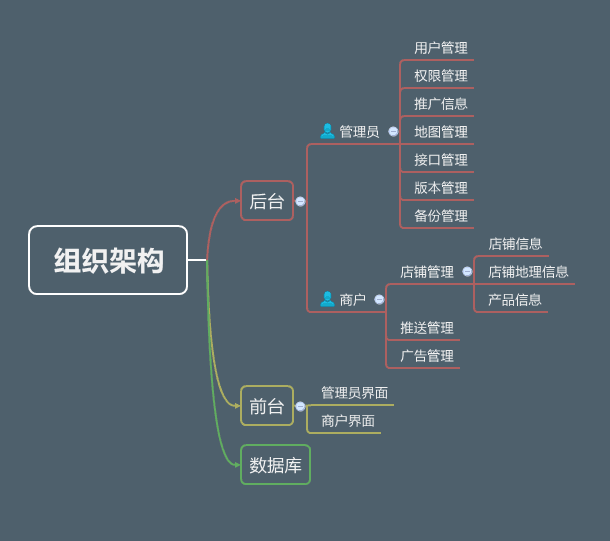 组织架构
后台
管理员
用户管理
权限管理
推广信息
地图管理
接口管理
版本管理
备份管理
商户
店铺管理
店铺信息
店铺地理信息
产品信息
推送管理
广告管理
前台
管理员界面
商户界面
数据库